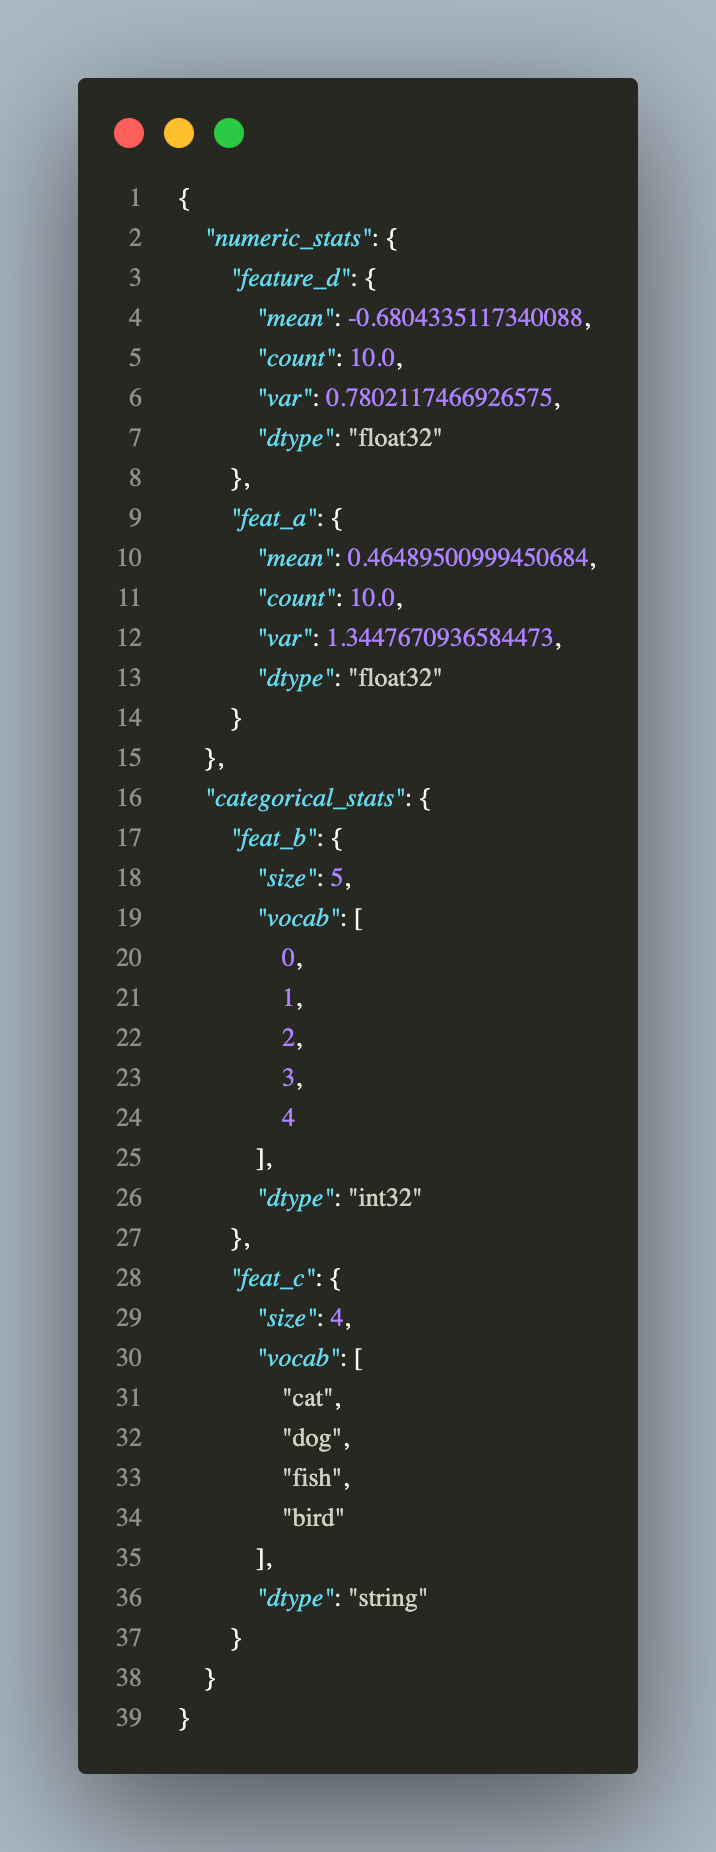 1 {
2 "numeric_stats": {
3 "feature_d": {
4 "mean": -0.6804335117340088,
5 "count": 10.0,
6 "var": 0.7802117466926575,
7 "dtype": "float32"
8 },
9 "feat_a": {
10 "mean": 0.46489500999450684,
11 "count": 10.0,
12 "var": 1.3447670936584473,
13 "dtype": "float32"
14 }
15 },
16 "categorical_stats": {
17 "feat_b": {
18 "size": 5,
19 "vocab": [
20 0,
21 1,
22 2,
23 3,
24 4
25 ],
26 "dtype": "int32"
27 },
28 "feat_c": {
29 "size": 4,
30 "vocab": [
31 "cat",
32 "dog",
33 "fish",
34 "bird"
35 ],
36 "dtype": "string"
37 }
38 }
39 }